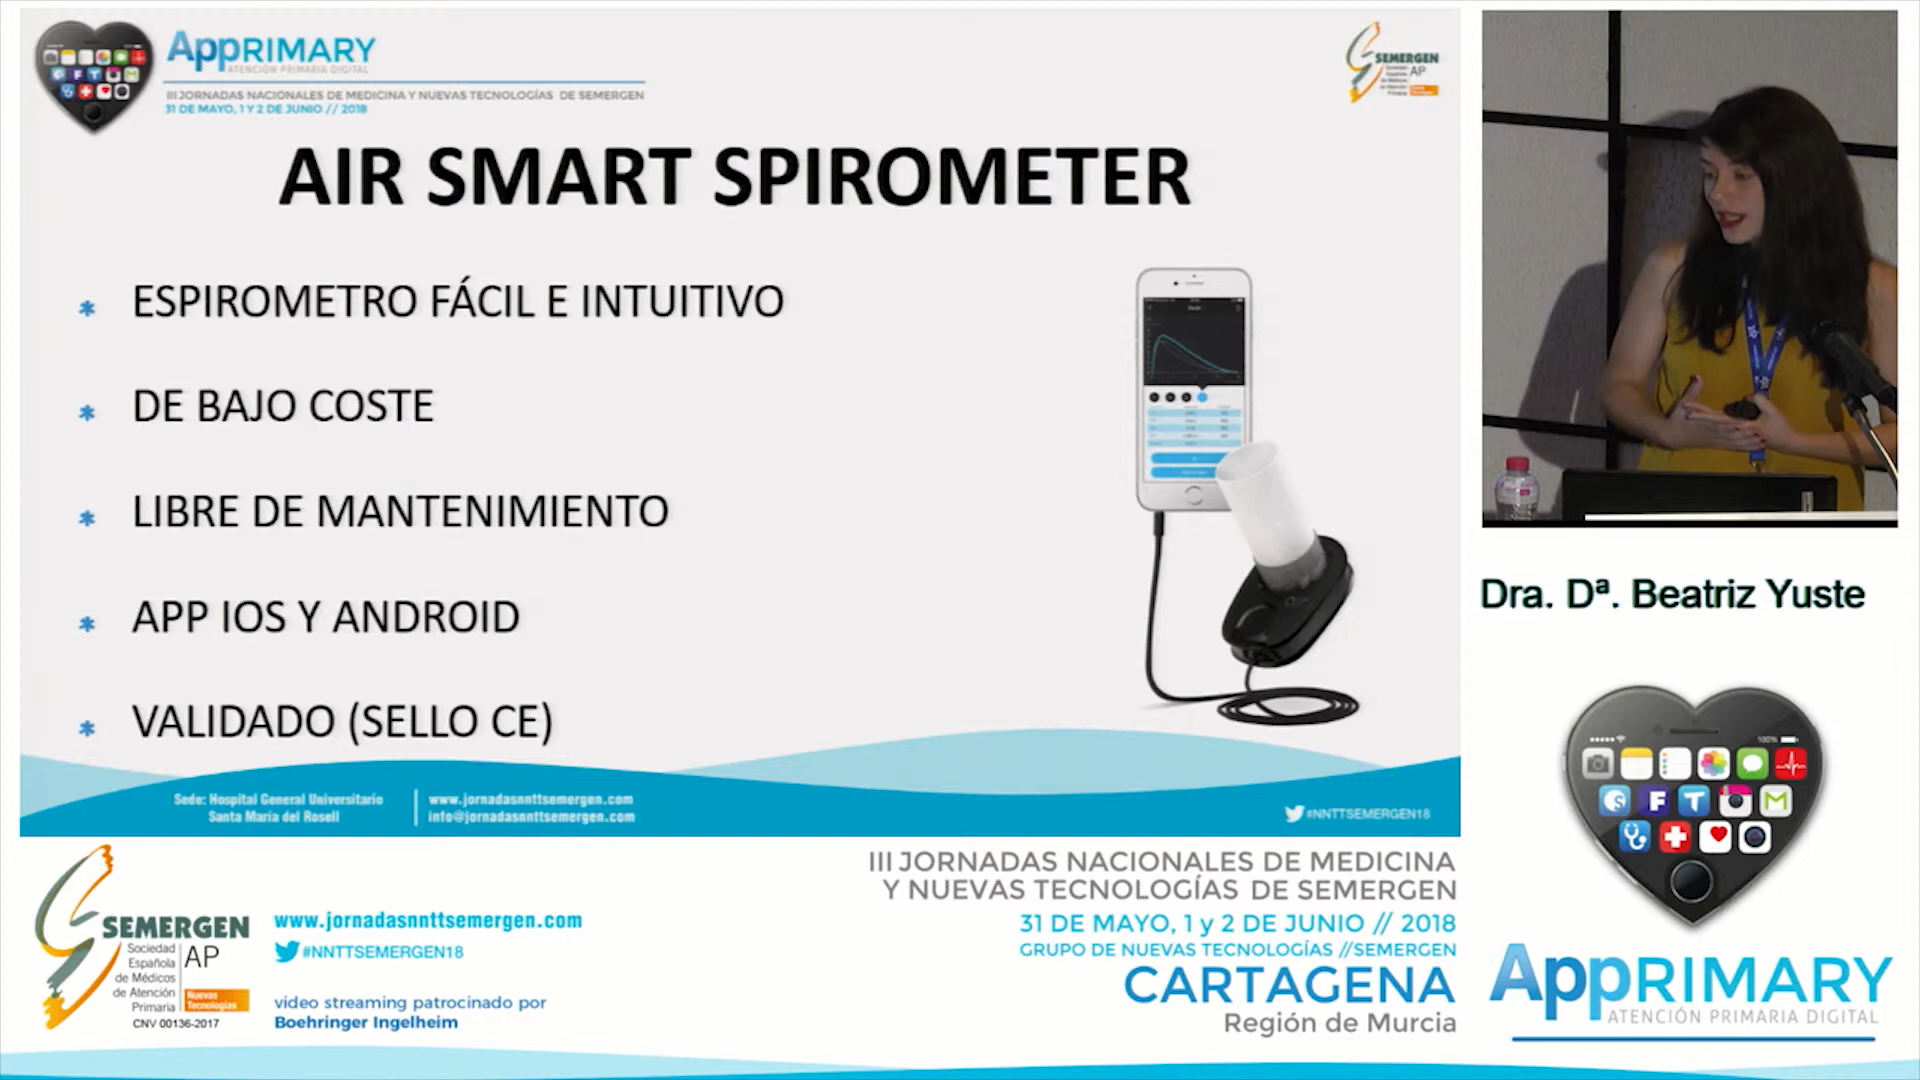 AppRIMARY
ATENCIÓN PRIMARIA DIGITAL
III JORNADAS NACIONALES DE MEDICINA Y NUEVAS TECNOLOGÍAS DE SEMERGEN
31 DE MAYO, 1 Y 2 DE JUNIO // 2018
SEMERGEN
AP
AIR SMART SPIROMETER
* ESPIROMETRO FÁCIL E INTUITIVO
* DE BAJO COSTE
* LIBRE DE MANTENIMIENTO
* APP IOS Y ANDROID
* VALIDADO (SELLO CE)
Sede: Hospital General Universitario
Santa María del Rosell
www.jornadasnnttsemergen.com
info@jornadasnnttsemergen.com
#NNTTSEMERGEN18
Dra. Dª. Beatriz Yuste
SEMERGEN
Sociedad
Española
de Médicos
de Atención
Primaria
AP
Nuevas
Tecnologías
CNV 00136-2017
www.jornadasnnttsemergen.com
#NNTTSEMERGEN18
video streaming patrocinado por
Boehringer Ingelheim
III JORNADAS NACIONALES DE MEDICINA
Y NUEVAS TECNOLOGÍAS DE SEMERGEN
31 DE MAYO, 1 y 2 DE JUNIO // 2018
GRUPO DE NUEVAS TECNOLOGÍAS //SEMERGEN
CARTAGENA
Región de Murcia
100%
AppRIMARY
ATENCIÓN PRIMARIA DIGITAL